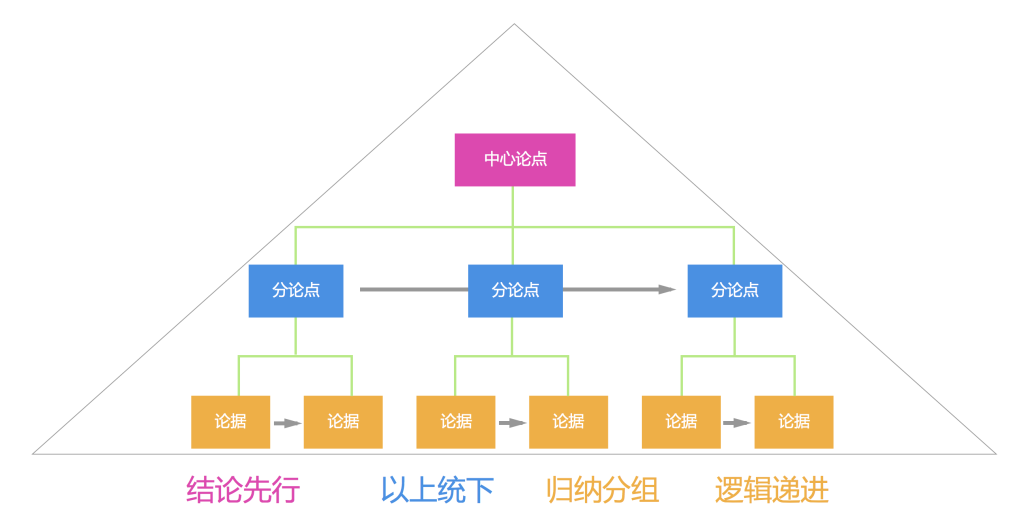 中心论点
分论点 分论点 分论点
论据 论据 论据 论据 论据 论据
结论先行 以上统下 归纳分组 逻辑递进